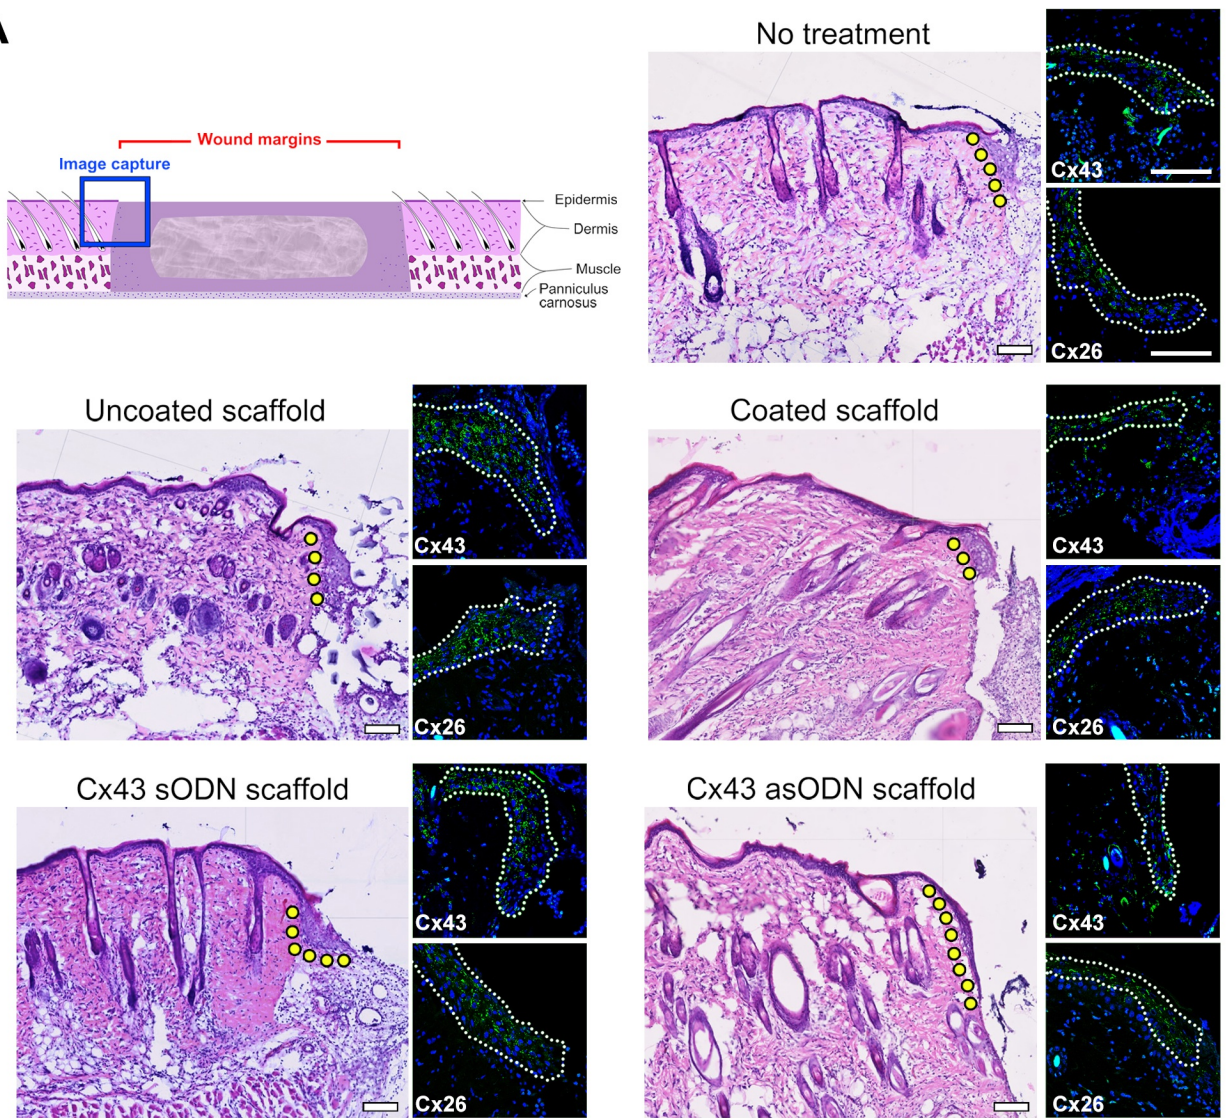 A
No treatment
Cx43
Cx26
Wound margins
Image capture
Epidermis
Dermis
Muscle
Panniculus
carnosus
Uncoated scaffold
Cx43
Cx26
Coated scaffold
Cx43
Cx26
Cx43 sODN scaffold
Cx43
Cx26
Cx43 asODN scaffold
Cx43
Cx26